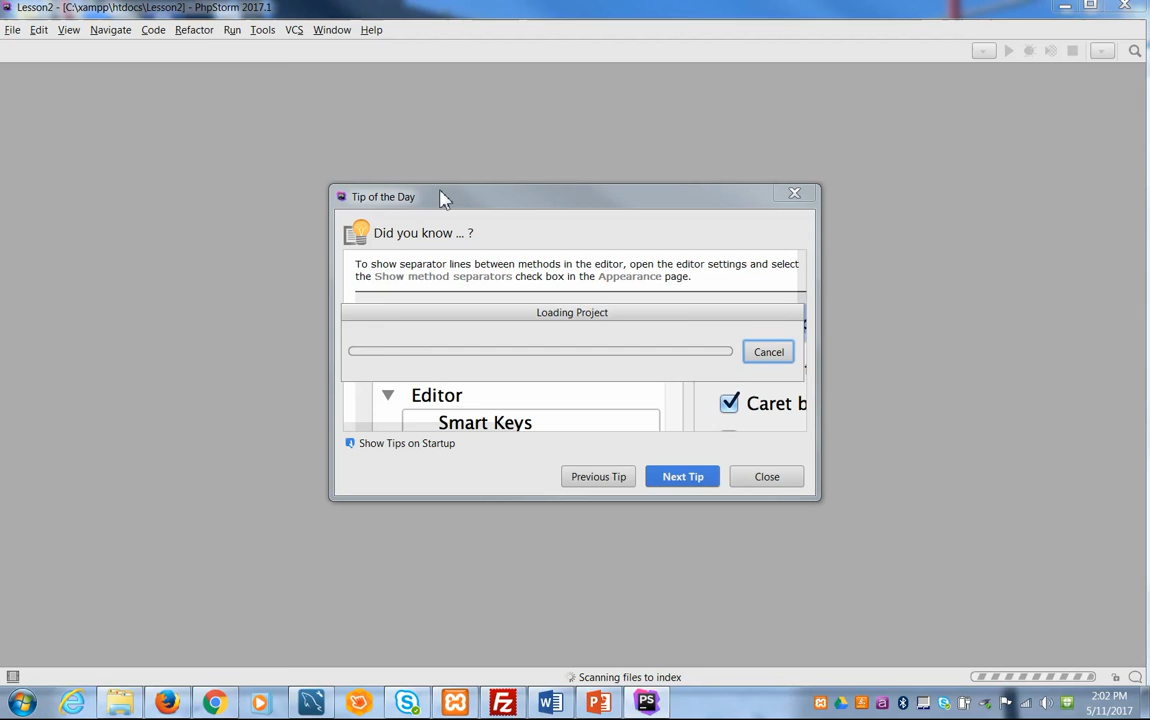 Lesson2 - [C:\xampp\htdocs\Lesson2] - PhpStorm 2017.1
File Edit View Navigate Code Refactor Run Tools VCS Window Help
Tip of the Day
Did you know ... ?
To show separator lines between methods in the editor, open the editor settings and select
the Show method separators check box in the Appearance page.
Loading Project
Cancel
Editor
Caret b
Smart Keys
Show Tips on Startup
Previous Tip Next Tip Close
Scanning files to index
PS
2:02 PM
5/11/2017